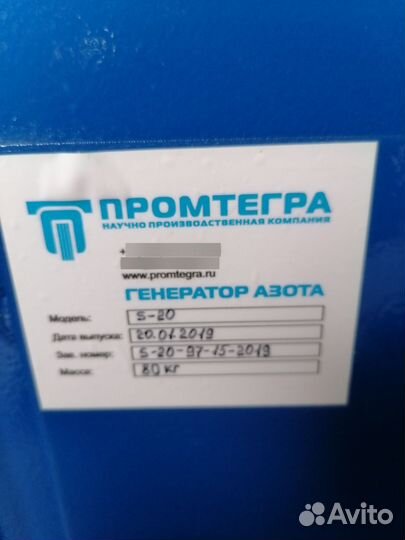 ПРОМТЕГРА
НАУЧНО ПРОИЗВОДСТВЕННАЯ КОМПАНИЯ
+
www.promtegra.ru
ГЕНЕРАТОР АЗОТА
Модель: S-20
Дата выпуска: 20.01.2019
Зав. номер: S-20-97-15-2019
Масса: 80 кг
Avito